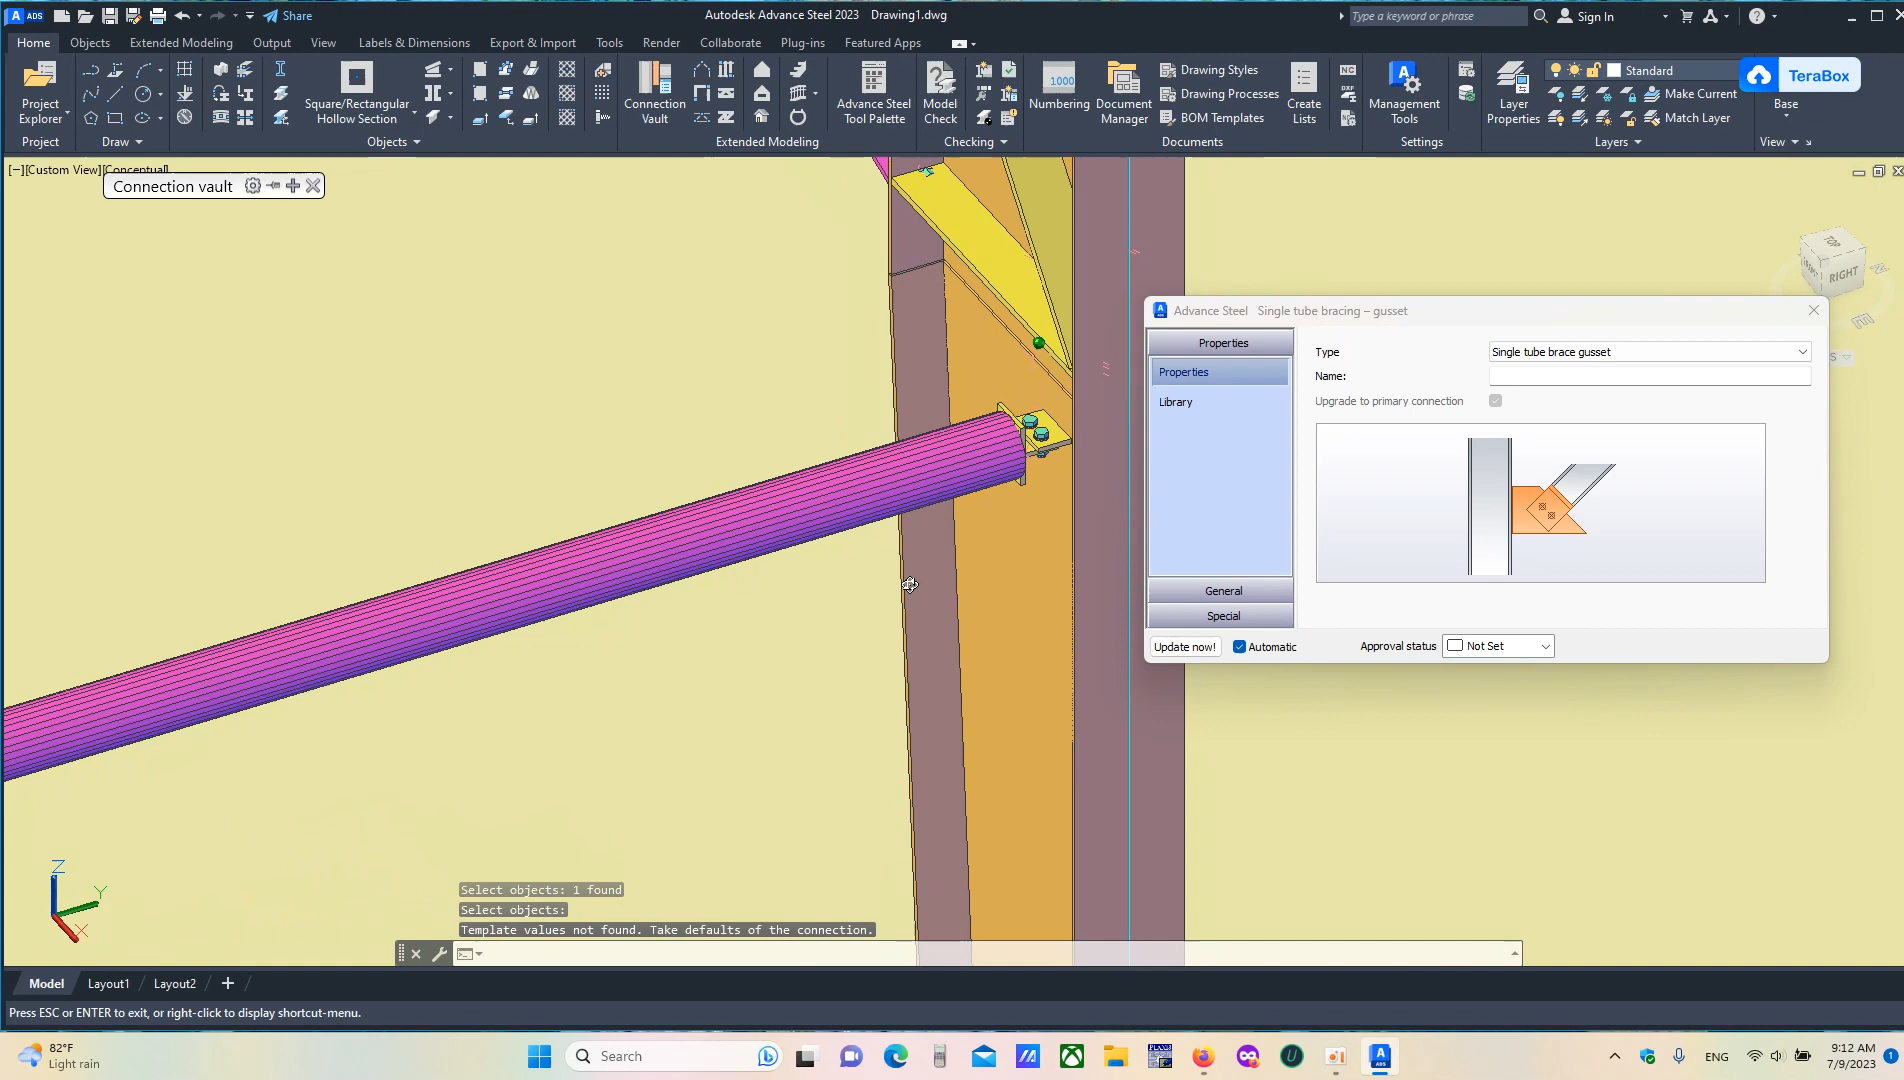 ADS
Share
Autodesk Advance Steel 2023 Drawing1.dwg
Type a keyword or phrase
Sign In
Home Objects Extended Modeling Output View Labels & Dimensions Export & Import Tools Render Collaborate Plug-ins Featured Apps
Project
Explorer
Square/Rectangular
Hollow Section
Connection
Vault
Advance Steel
Tool Palette
Model
Check
1000
Numbering
Document
Manager
Drawing Styles
Drawing Processes
BOM Templates
Create
Lists
NC
DXF
Management
Tools
Layer
Properties
Standard
Make Current
Match Layer
TeraBox
Base
Project Draw Objects Extended Modeling Checking Documents Settings Layers View
[−][Custom View][Conceptual]
Connection vault
TOP
RIGHT
Advance Steel Single tube bracing – gusset
Properties
Properties
Library
General
Special
Type Single tube brace gusset
Name:
Upgrade to primary connection
Update now! Automatic Approval status Not Set
Z
Y
X
Select objects: 1 found
Select objects:
Template values not found. Take defaults of the connection.
Model Layout1 Layout2 +
Press ESC or ENTER to exit, or right-click to display shortcut-menu.
82°F
Light rain
Search
ENG
9:12 AM
7/9/2023
1